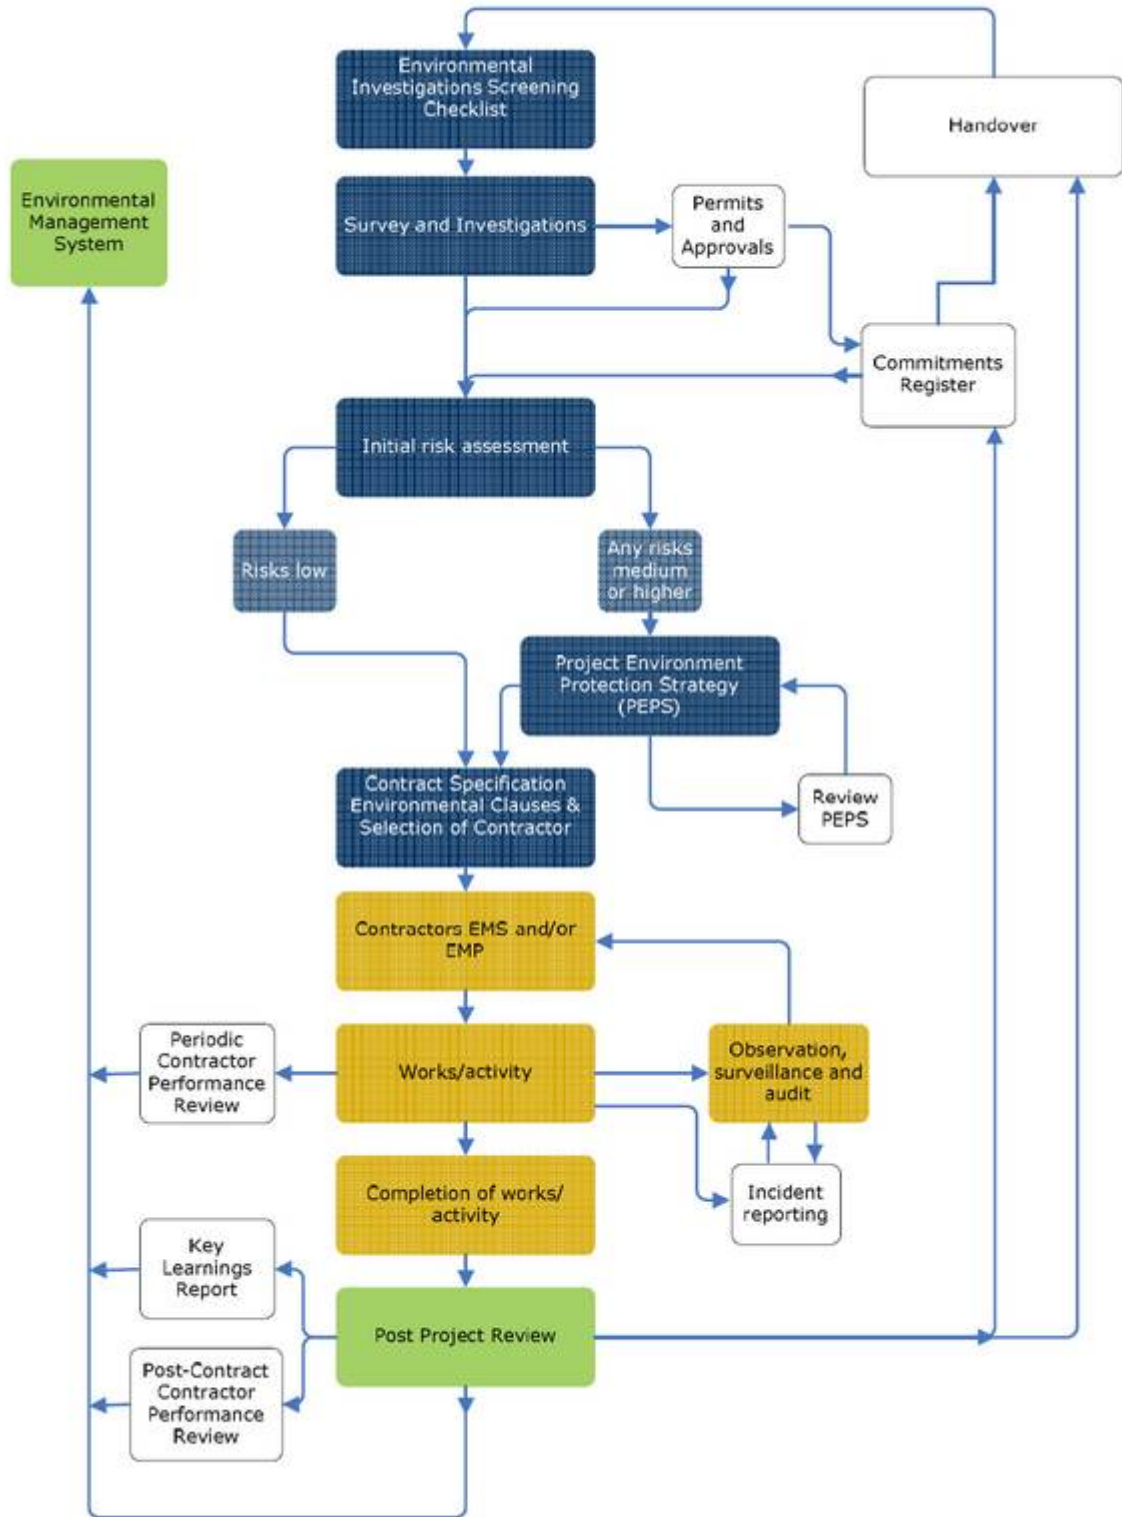 Environmental
Investigations Screening
Checklist
Handover
Environmental
Management
System
Survey and Investigations
Permits
and
Approvals
Commitments
Register
Initial risk assessment
Risks low
Any risks
medium
or higher
Project Environment
Protection Strategy
(PEPS)
Contract Specification
Environmental Clauses &
Selection of Contractor
Review
PEPS
Contractors EMS and/or
EMP
Periodic
Contractor
Performance
Review
Works/activity
Observation,
surveillance and
audit
Completion of works/
activity
Incident
reporting
Key
Learnings
Report
Post Project Review
Post-Contract
Contractor
Performance
Review